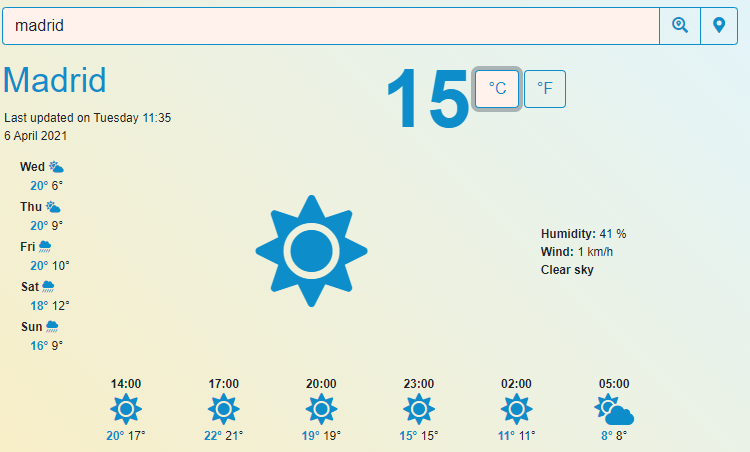 madrid
Madrid
15 °C °F
Last updated on Tuesday 11:35
6 April 2021
Wed
20° 6°
Thu
20° 9°
Fri
20° 10°
Sat
18° 12°
Sun
16° 9°
Humidity: 41 %
Wind: 1 km/h
Clear sky
14:00 17:00 20:00 23:00 02:00 05:00
20° 17° 22° 21° 19° 19° 15° 15° 11° 11° 8° 8°